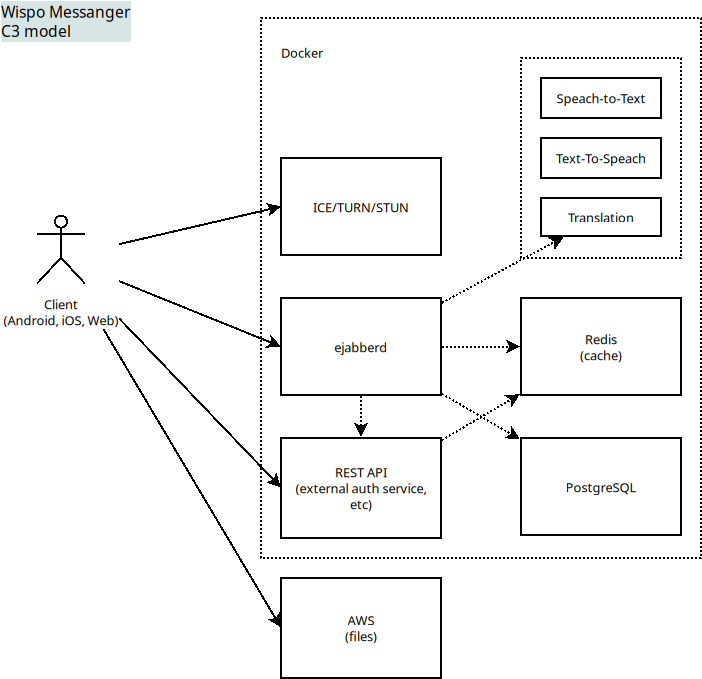 Wispo Messanger
C3 model
Docker
Speach-to-Text
Text-To-Speach
Translation
ICE/TURN/STUN
Client
(Android, iOS, Web)
ejabberd
Redis
(cache)
REST API
(external auth service,
etc)
PostgreSQL
AWS
(files)